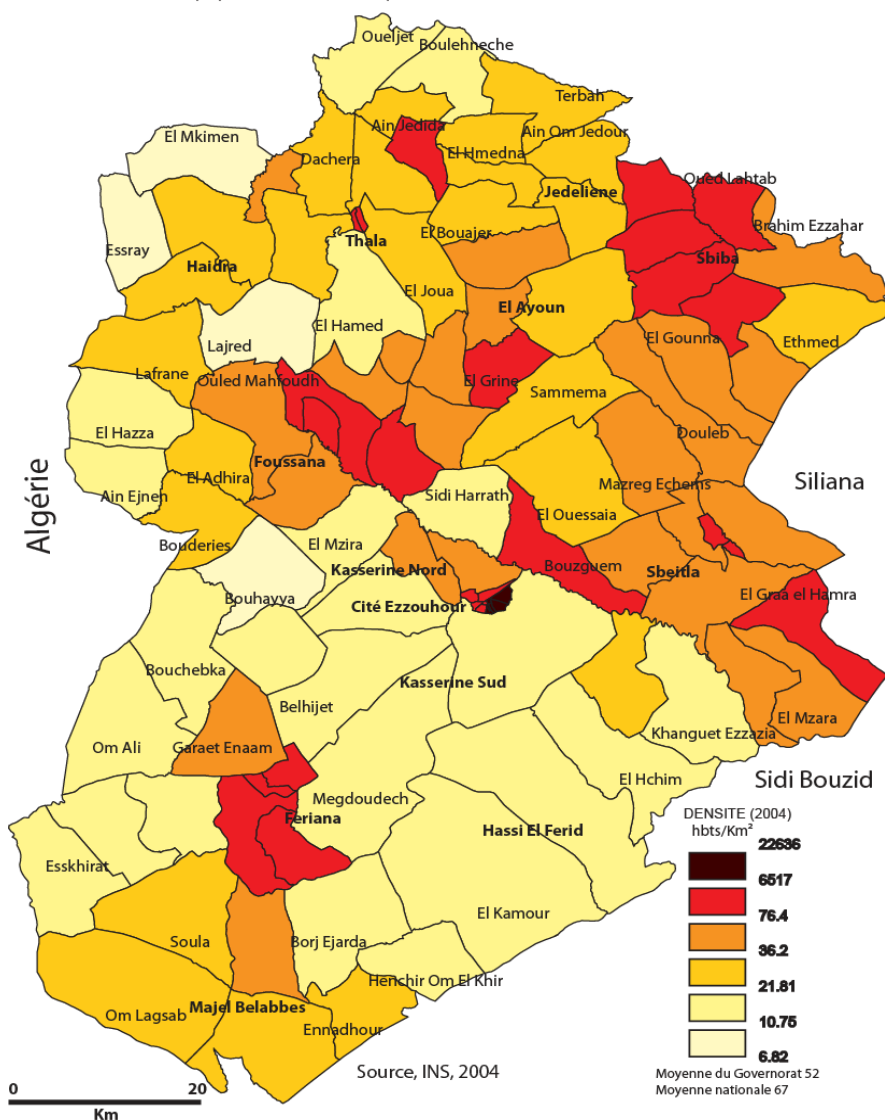 Oueljet
Boulehneche
Terbah
Ain Jedida
El Mkimen
Ain Om Jedour
El Hmedna
Dachera
Oued Lahtab
Jedeliene
Brahim Ezzahar
El Bouajer
Thala
Essray
Sbiba
Haidra
El Joua
El Ayoun
El Hamed
El Gounna
Ethmed
Lajred
Lafrane
Ouled Mahfoudh
El Grine
Sammema
El Hazza
Douleb
Foussana
El Adhira
Mazreg Echems
Siliana
Ain Ejnen
Sidi Harrath
El Ouessaia
Algérie
Bouderies
El Mzira
Kasserine Nord
Bouzguem
Sbeitla
El Graa el Hamra
Bouhayya
Cité Ezzouhour
Bouchebka
Kasserine Sud
Belhijet
El Mzara
Khanguet Ezzazia
Om Ali
Garaet Enaam
El Hchim
Sidi Bouzid
Megdoudech
Feriana
Hassi El Ferid
DENSITE (2004)
hbts/Km²
22636
6517
76.4
36.2
21.81
10.75
6.82
Esskhirat
El Kamour
Soula
Borj Ejarda
Henchir Om El Khir
Majel Belabbes
Om Lagsab
Ennadhour
Source, INS, 2004
Moyenne du Governorat 52
Moyenne nationale 67
0 20
Km